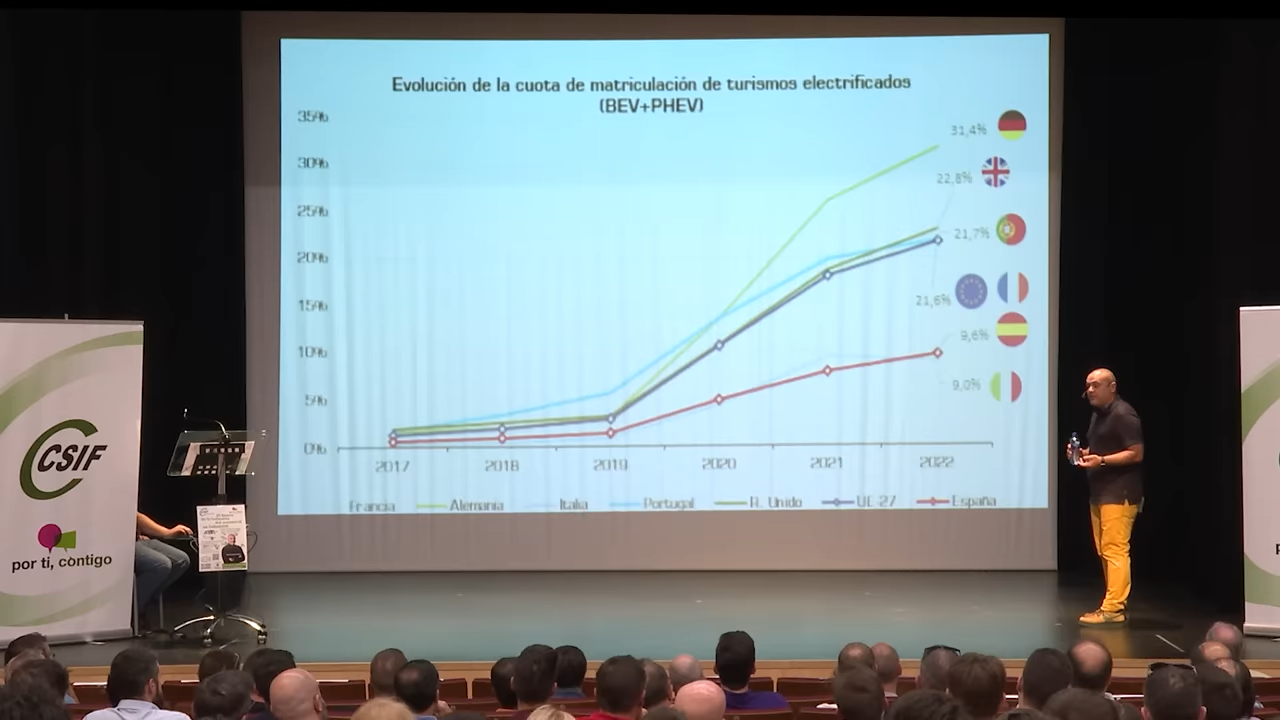 Evolución de la cuota de matriculación de turismos electrificados
(BEV+PHEV)
35%
30%
25%
20%
15%
10%
5%
0%
31,4%
22,8%
21,7%
21,6%
9,6%
9,0%
2017 2018 2019 2020 2021 2022
Francia Alemania Italia Portugal R. Unido UE-27 España
CSIF
por ti, contigo